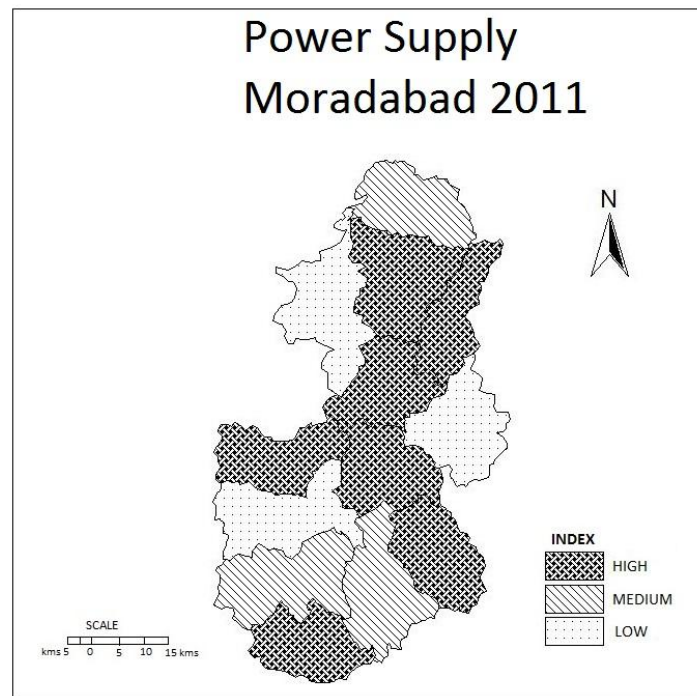 Power Supply
Moradabad 2011
N
INDEX
HIGH
MEDIUM
LOW
SCALE
kms 5 0 5 10 15 kms